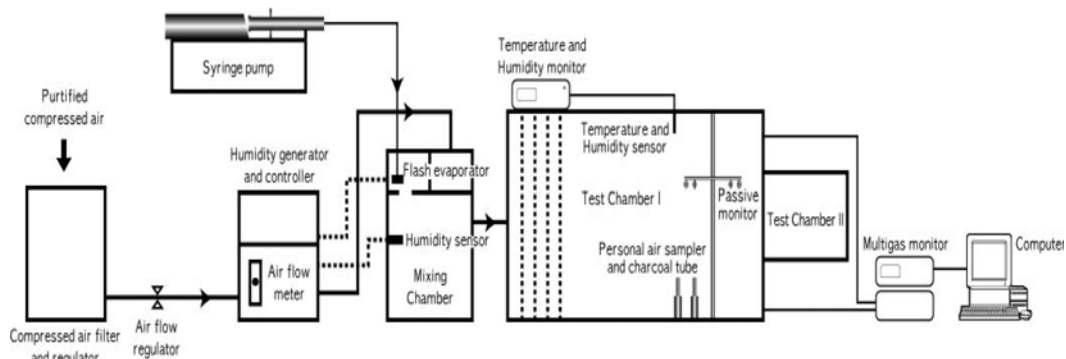 Syringe pump
Purtified
compressed air
Humidity generator
and controller
Air flow
meter
Compressed air filter
and regulator
Air flow
regulator
Flash evaporator
Humidity sensor
Mixing
Chamber
Temperature and
Humidity monitor
Temperature and
Humidity sensor
Test Chamber I
Passive
monitor
Personal air sampler
and charcoal tube
Test Chamber II
Multigas monitor
Computer